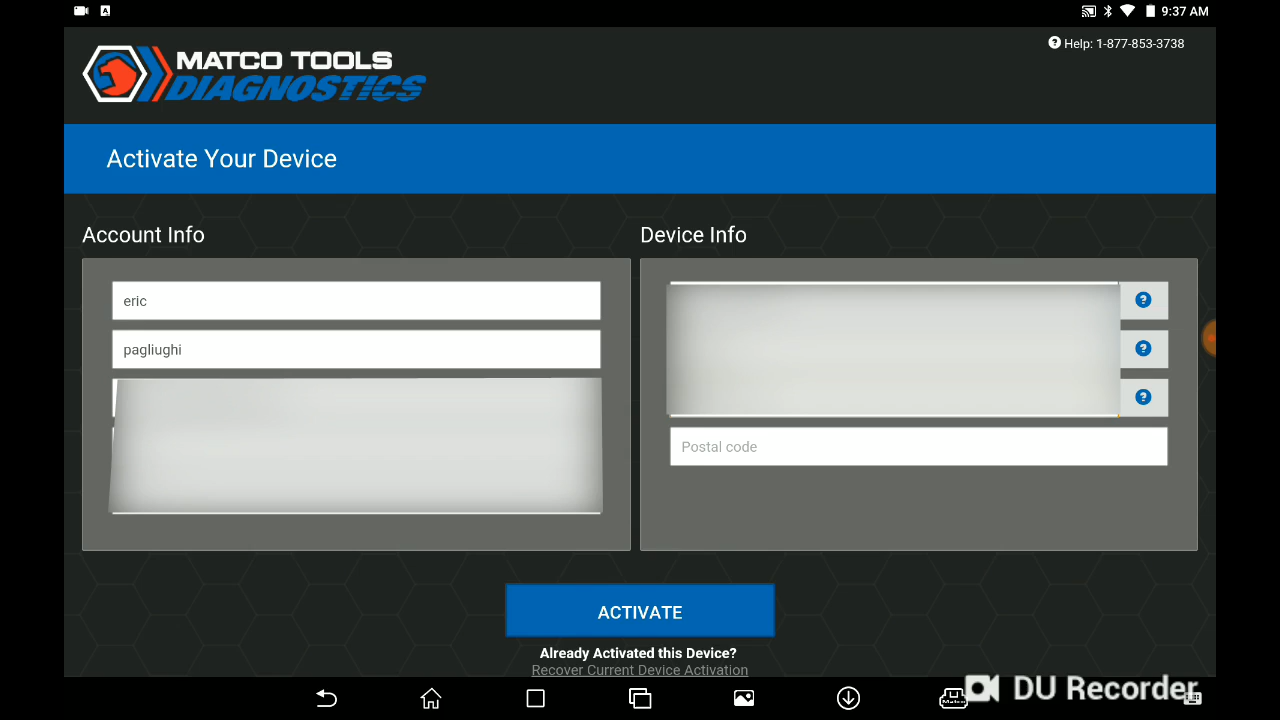 9:37 AM
MATCO TOOLS
DIAGNOSTICS
Help: 1-877-853-3738
Activate Your Device
Account Info
Device Info
eric
pagliughi
Postal code
ACTIVATE
Already Activated this Device?
Recover Current Device Activation
Matco
DU Recorder